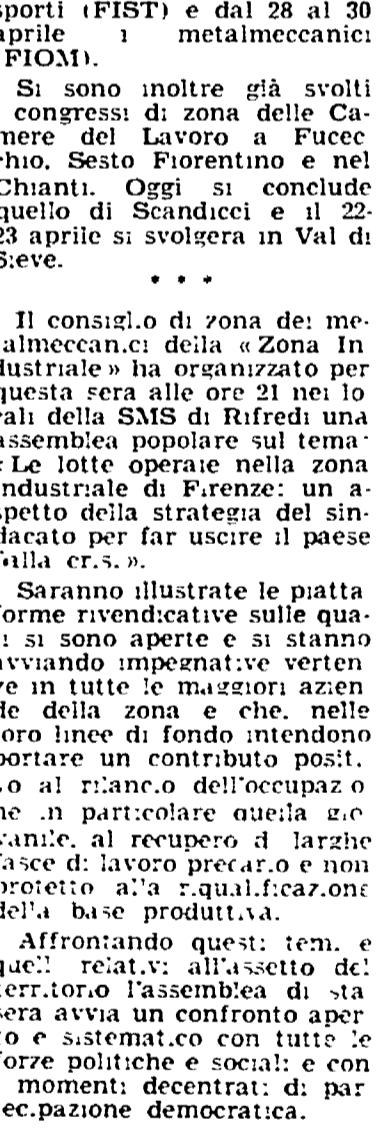 sporti (FIST) e dal 28 al 30
aprile i metalmeccanici
(FIOM).
Si sono inoltre già svolti
i congressi di zona delle Ca-
mere del Lavoro a Fucec
chio, Sesto Fiorentino e nel
Chianti. Oggi si conclude
quello di Scandicci e il 22-
23 aprile si svolgera in Val di
Sieve.
* * *
Il consiglio di zona dei me-
talmeccanici della « Zona In
dustriale » ha organizzato per
questa sera alle ore 21 nei lo
cali della SMS di Rifredi una
assemblea popolare sul tema:
« Le lotte operaie nella zona
industriale di Firenze: un a-
spetto della strategia del sin-
dacato per far uscire il paese
dalla crisi ».
Saranno illustrate le piatta
forme rivendicative sulle qua-
li si sono aperte e si stanno
avviando impegnative verten
ze in tutte le maggiori azien
de della zona e che, nelle
loro linee di fondo intendono
portare un contributo positi-
vo al rilancio dell'occupazio
ne in particolare quella gio
vanile, al recupero di larghe
fasce di lavoro precario e non
protetto alla riqualificazione
della base produttiva.
Affrontando questi temi e
quelli relativi all'assetto del
territorio l'assemblea di sta
sera avvia un confronto aper
to e sistematico con tutte le
forze politiche e sociali e con
i momenti decentrati di par
tecipazione democratica.